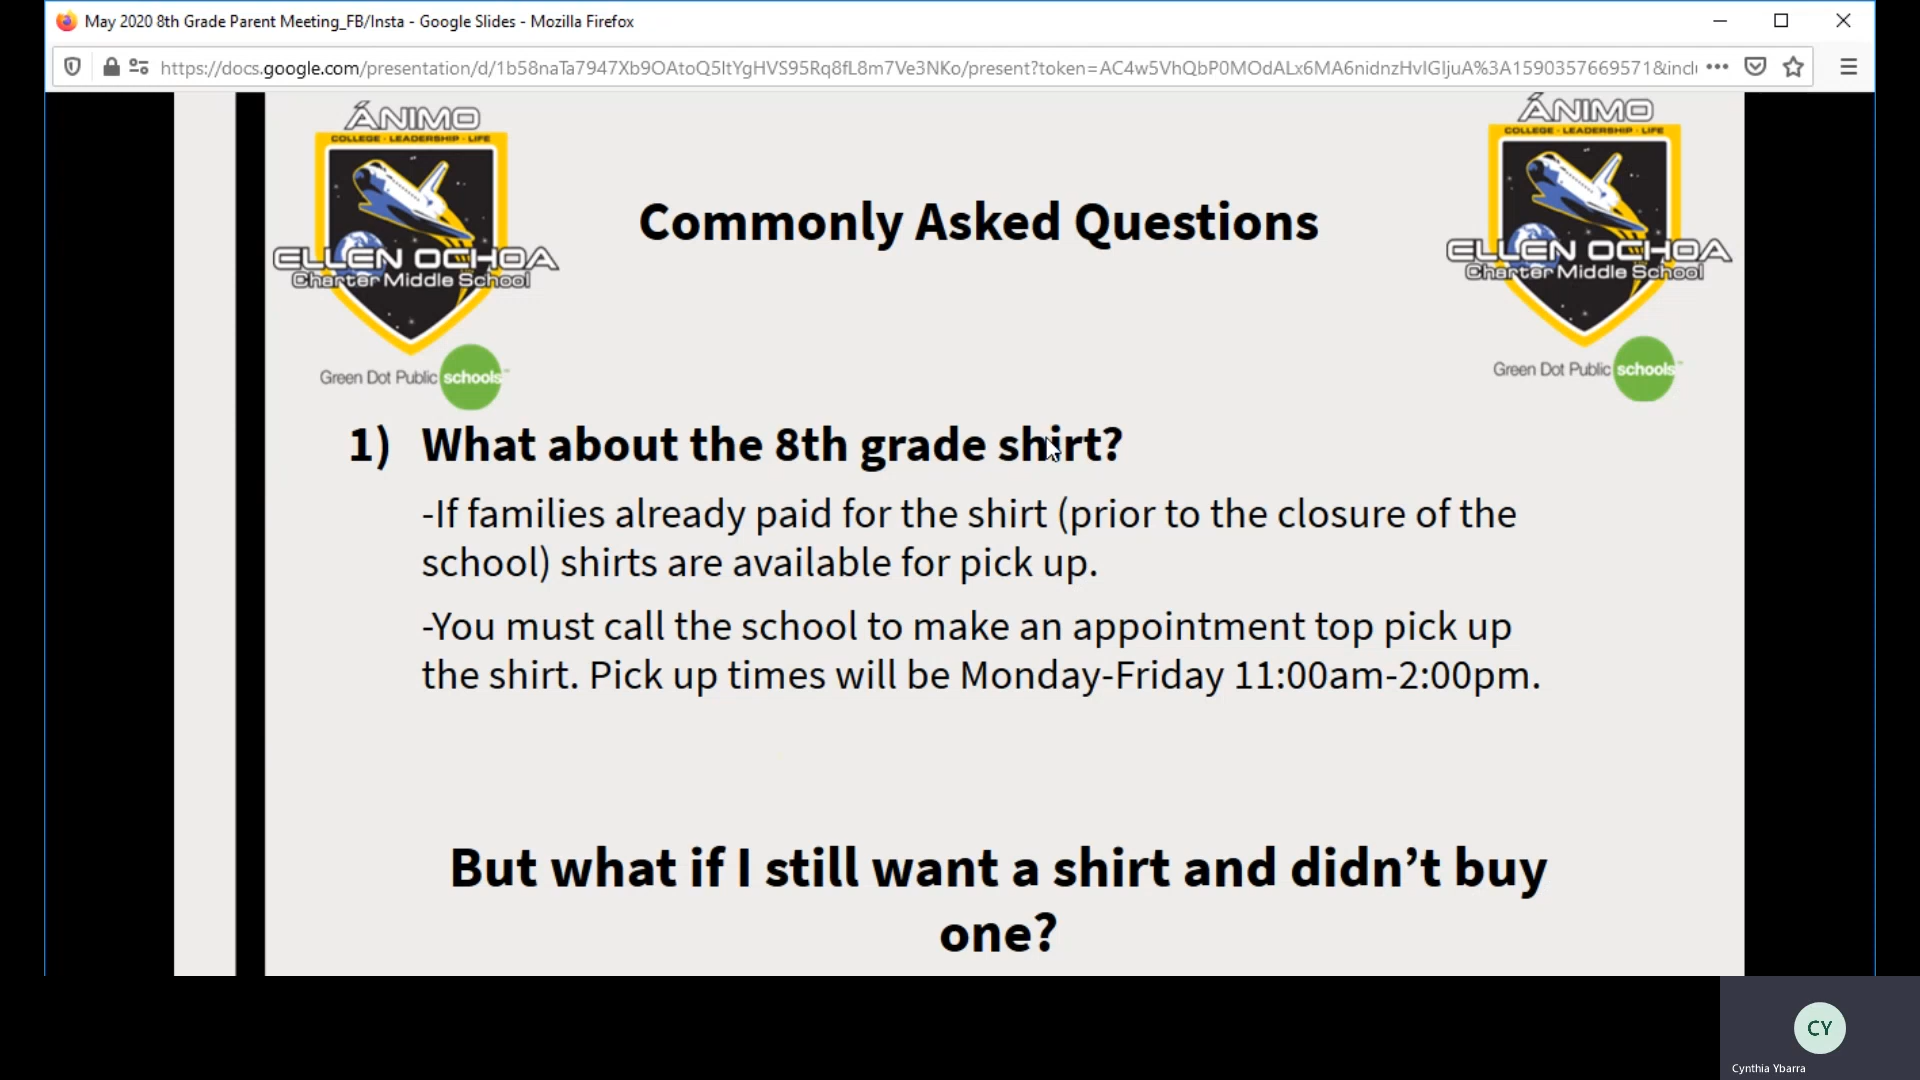 May 2020 8th Grade Parent Meeting_FB/Insta - Google Slides - Mozilla Firefox
https://docs.google.com/presentation/d/1b58naTa7947Xb9OAtoQ5ItYgHVS95Rq8fL8m7Ve3NKo/present?token=AC4w5VhQbP0MOdALx6MA6nidnzHvIGIjuA%3A1590357669571&incl
ÁNIMO
COLLEGE · LEADERSHIP · LIFE
ELLEN OCHOA
Charter Middle School
Green Dot Public schools™
ÁNIMO
COLLEGE · LEADERSHIP · LIFE
ELLEN OCHOA
Charter Middle School
Green Dot Public schools™
Commonly Asked Questions
1) What about the 8th grade shirt?
-If families already paid for the shirt (prior to the closure of the
school) shirts are available for pick up.
-You must call the school to make an appointment top pick up
the shirt. Pick up times will be Monday-Friday 11:00am-2:00pm.
But what if I still want a shirt and didn’t buy
one?
CY
Cynthia Ybarra